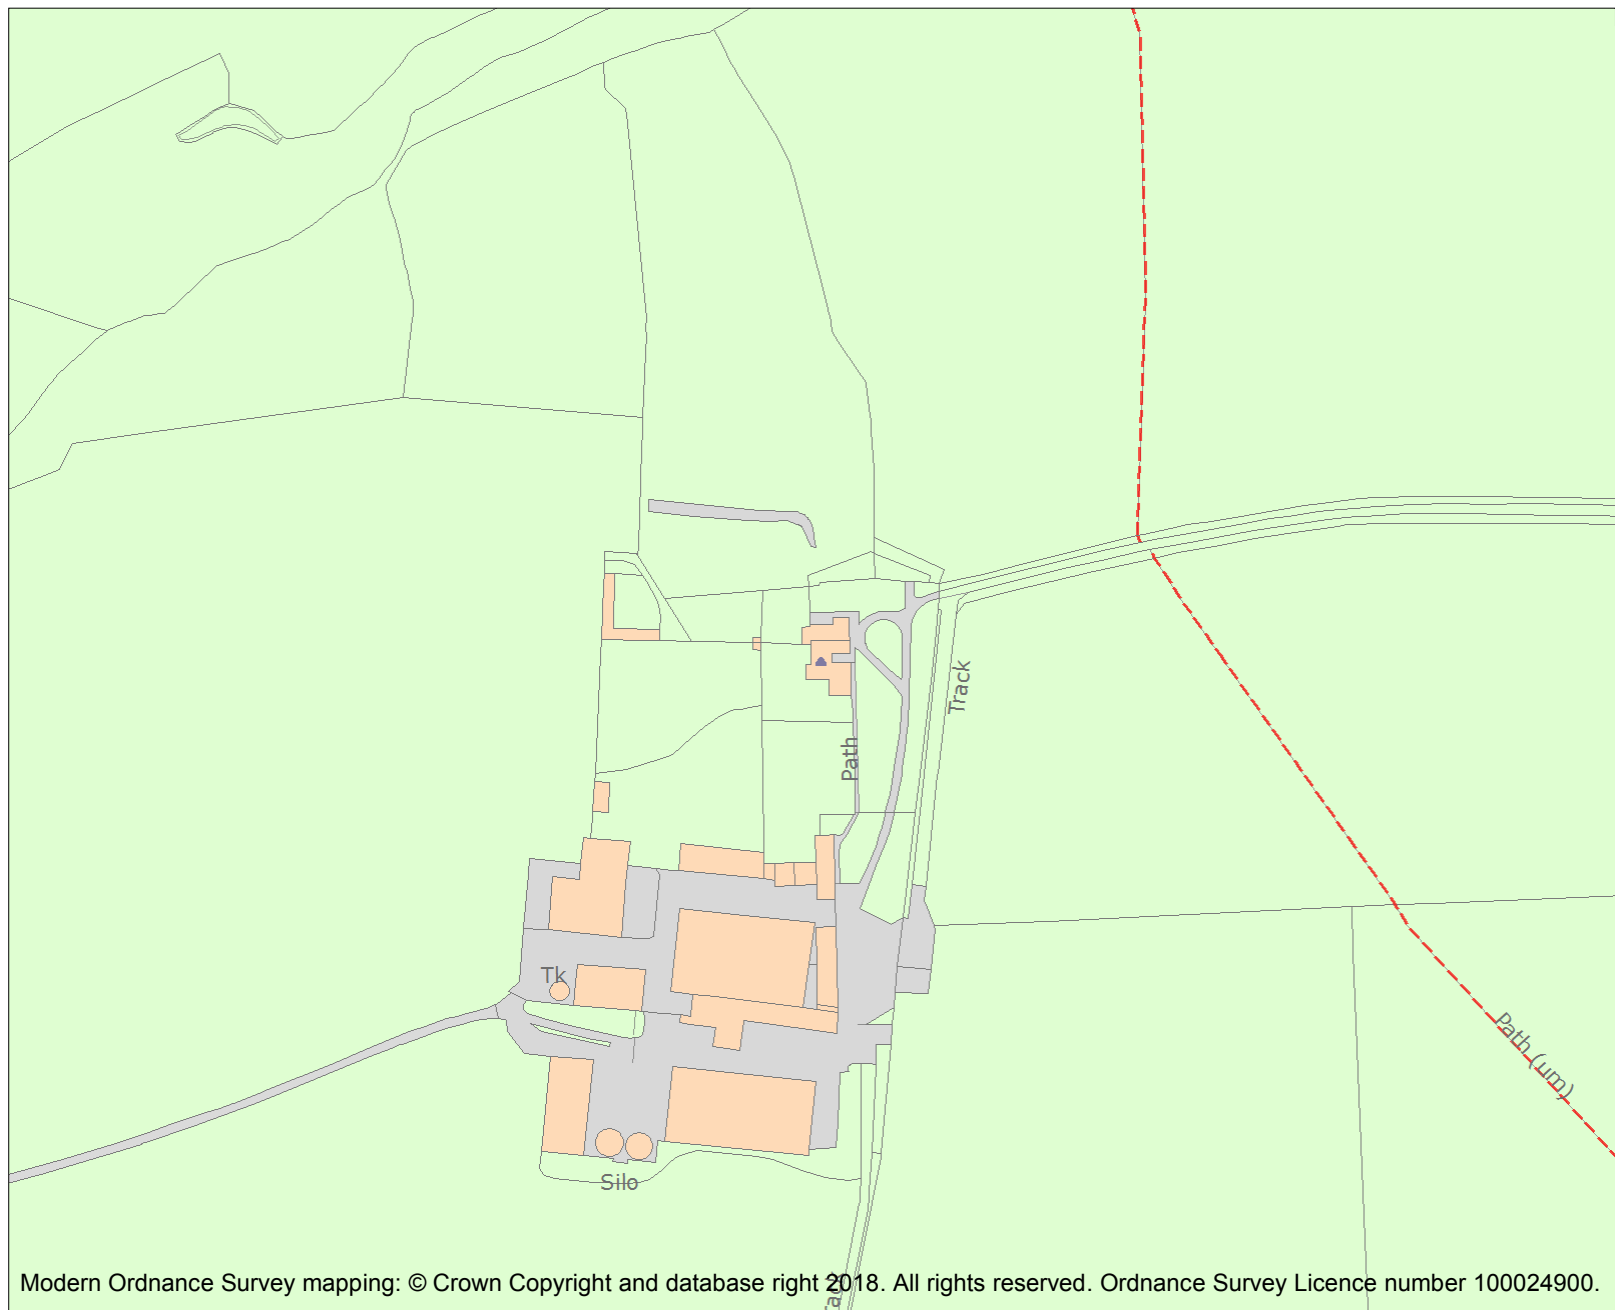 Track
Path
Tk
Path (um)
Silo
Modern Ordnance Survey mapping: © Crown Copyright and database right 2018. All rights reserved. Ordnance Survey Licence number 100024900.